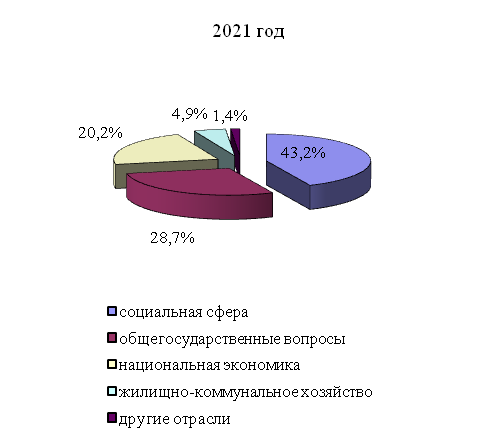 2021 год
4,9% 1,4%
20,2%
43,2%
28,7%
социальная сфера
общегосударственные вопросы
национальная экономика
жилищно-коммунальное хозяйство
другие отрасли